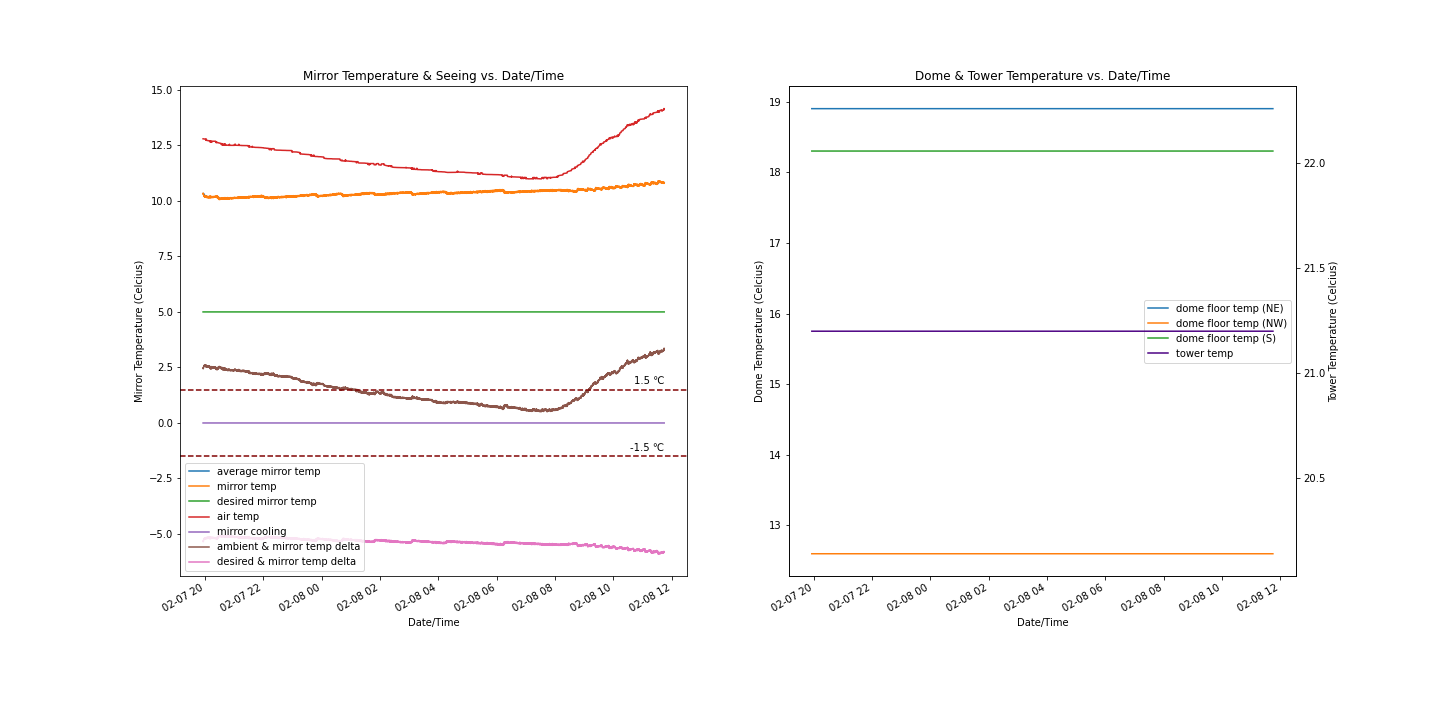 Mirror Temperature & Seeing vs. Date/Time
15.0
12.5
10.0
7.5
5.0
2.5
0.0
−2.5
−5.0
Mirror Temperature (Celcius)
1.5 ℃
-1.5 ℃
average mirror temp
mirror temp
desired mirror temp
air temp
mirror cooling
ambient & mirror temp delta
desired & mirror temp delta
02-07 20
02-07 22
02-08 00
02-08 02
02-08 04
02-08 06
02-08 08
02-08 10
02-08 12
Date/Time
Dome & Tower Temperature vs. Date/Time
19
18
17
16
15
14
13
Dome Temperature (Celcius)
dome floor temp (NE)
dome floor temp (NW)
dome floor temp (S)
tower temp
22.0
21.5
21.0
20.5
Tower Temperature (Celcius)
02-07 20
02-07 22
02-08 00
02-08 02
02-08 04
02-08 06
02-08 08
02-08 10
02-08 12
Date/Time